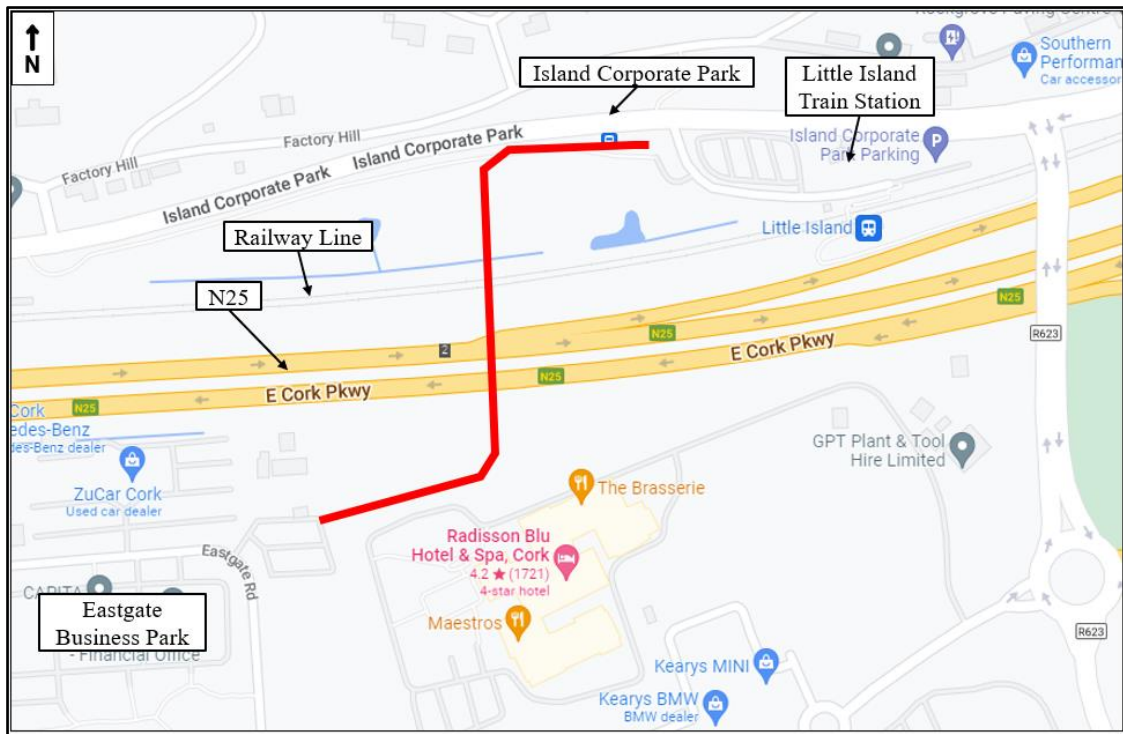 N
Rockgrove Paving Centre
Southern
Performan
Car accessor
Island Corporate Park
Little Island
Train Station
Factory Hill
Factory Hill
Island Corporate Park
Island Corporate Park
Island Corporate
Park Parking
P
Railway Line
Little Island
N25
2
N25
N25
R623
E Cork Pkwy
E Cork Pkwy
N25
N25
Cork
edes-Benz
des-Benz dealer
GPT Plant & Tool
Hire Limited
ZuCar Cork
Used car dealer
The Brasserie
Radisson Blu
Hotel & Spa, Cork
4.2 ★ (1721)
4-star hotel
Eastgate Rd
CAPITA
Eastgate
Business Park
- Financial Office
Maestros
R623
Kearys MINI
Kearys BMW
BMW dealer